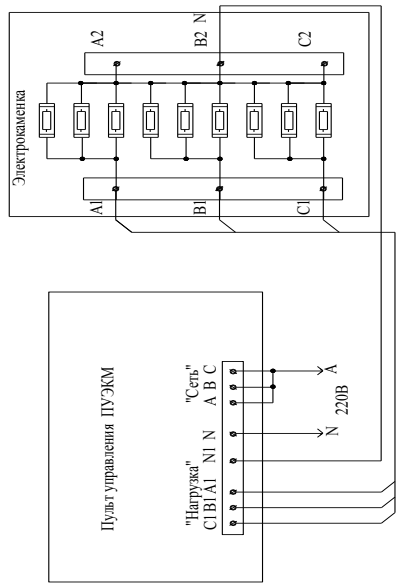 Электрокаменка
A2
B2
N
C2
A1
B1
C1
Пульт управления ПУЭКМ
"Нагрузка"
"Сеть"
C1 B1 A1
N1
N
A
B
C
N
A
220В